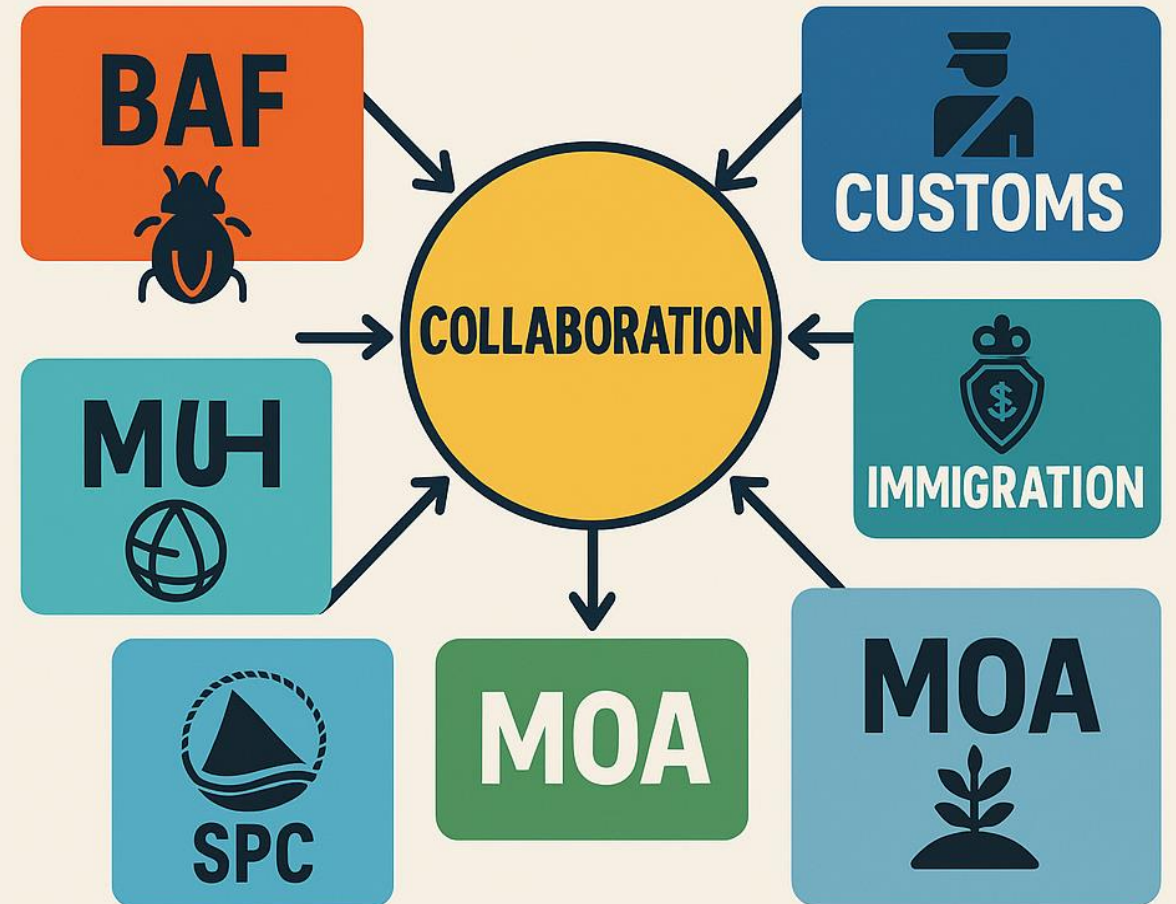 BAF
CUSTOMS
COLLABORATION
MUH
$
IMMIGRATION
MOA
MOA
SPC